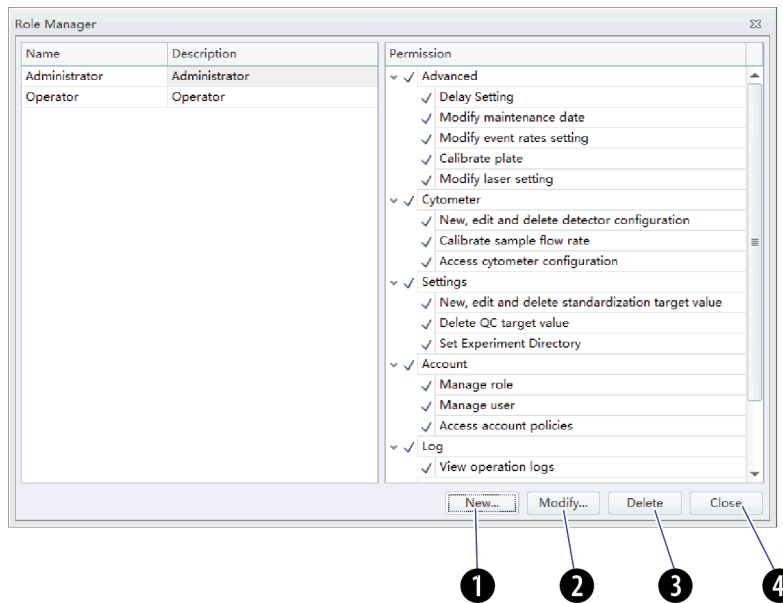 Role Manager
Name Description Permission
Administrator Administrator
Operator Operator
Advanced
Delay Setting
Modify maintenance date
Modify event rates setting
Calibrate plate
Modify laser setting
Cytometer
New, edit and delete detector configuration
Calibrate sample flow rate
Access cytometer configuration
Settings
New, edit and delete standardization target value
Delete QC target value
Set Experiment Directory
Account
Manage role
Manage user
Access account policies
Log
View operation logs
New... Modify... Delete Close
1 2 3 4